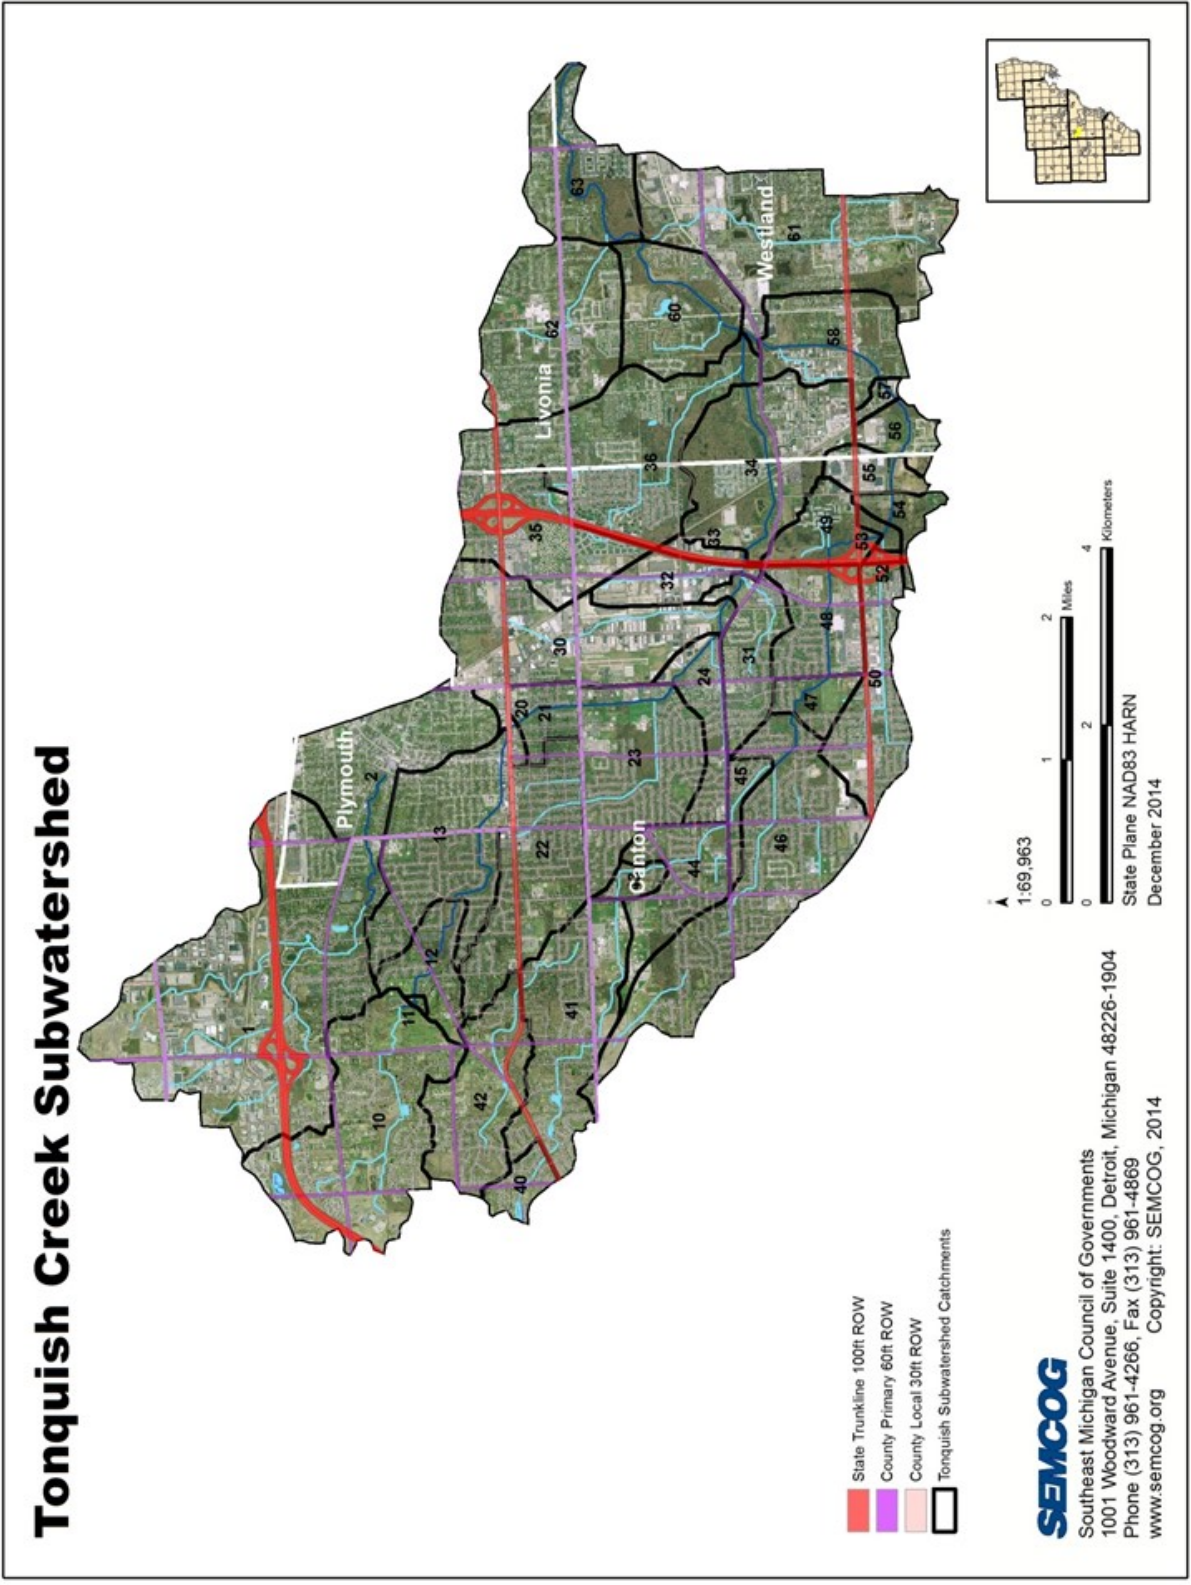 Tonquish Creek Subwatershed
1
Plymouth
2
10
11
12
13
42
40
20
35
22
Livonia
21
62
30
41
63
23
Canton
36
32
60
44
24
33
45
31
34
Westland
46
61
47
48
49
58
53
55
50
52
57
56
54
State Trunkline 100ft ROW
County Primary 60ft ROW
County Local 30ft ROW
Tonquish Subwatershed Catchments
1:69,963
0 1 2
Miles
0 2 4
Kilometers
State Plane NAD83 HARN
December 2014
SEMCOG
Southeast Michigan Council of Governments
1001 Woodward Avenue, Suite 1400, Detroit, Michigan 48226-1904
Phone (313) 961-4266, Fax (313) 961-4869
www.semcog.org Copyright: SEMCOG, 2014